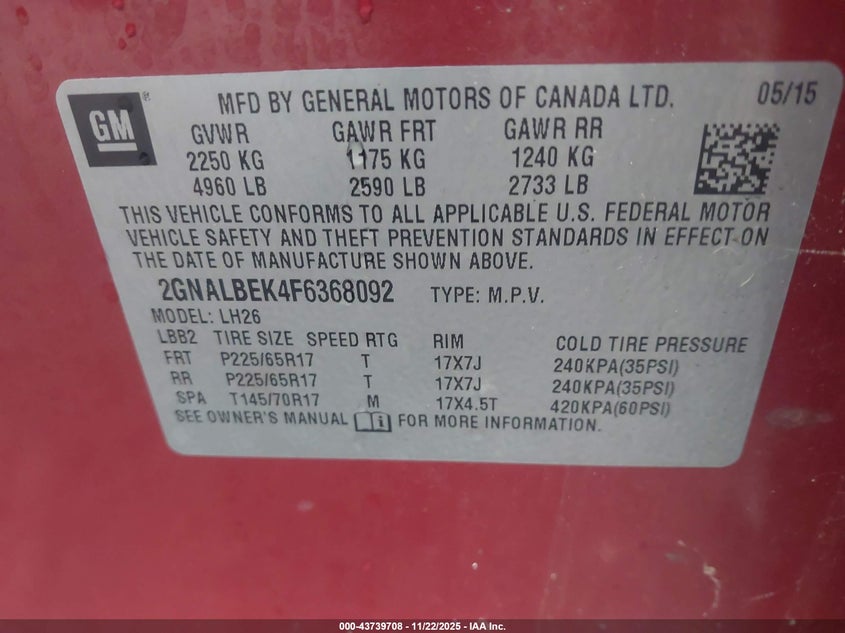 MFD BY GENERAL MOTORS OF CANADA LTD. 05/15
GM ®
GVWR GAWR FRT GAWR RR
2250 KG 1175 KG 1240 KG
4960 LB 2590 LB 2733 LB
THIS VEHICLE CONFORMS TO ALL APPLICABLE U.S. FEDERAL MOTOR
VEHICLE SAFETY AND THEFT PREVENTION STANDARDS IN EFFECT ON
THE DATE OF MANUFACTURE SHOWN ABOVE.
2GNALBEK4F6368092 TYPE: M.P.V.
MODEL: LH26
LBB2 TIRE SIZE SPEED RTG RIM COLD TIRE PRESSURE
FRT P225/65R17 T 17X7J 240KPA(35PSI)
RR P225/65R17 T 17X7J 240KPA(35PSI)
SPA T145/70R17 M 17X4.5T 420KPA(60PSI)
SEE OWNER'S MANUAL i FOR MORE INFORMATION.
000-43739708 - 11/22/2025 - IAA Inc.